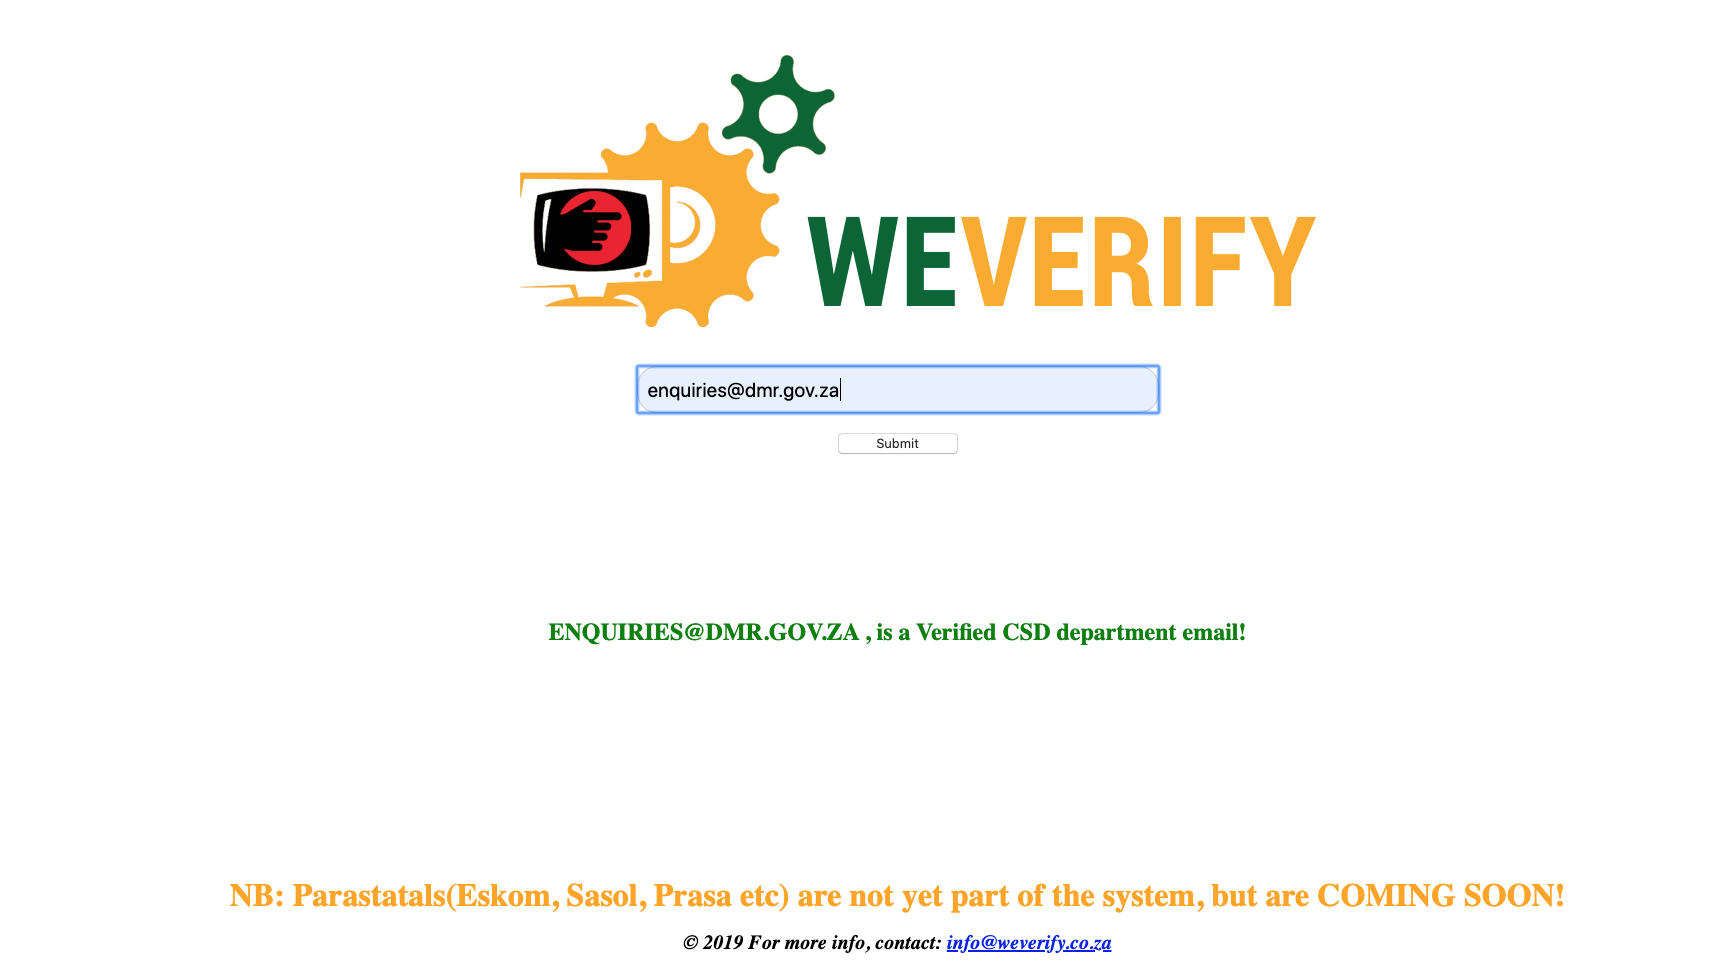 WEVERIFY
enquiries@dmr.gov.za
Submit
ENQUIRIES@DMR.GOV.ZA , is a Verified CSD department email!
NB: Parastatals(Eskom, Sasol, Prasa etc) are not yet part of the system, but are COMING SOON!
© 2019 For more info, contact: info@weverify.co.za